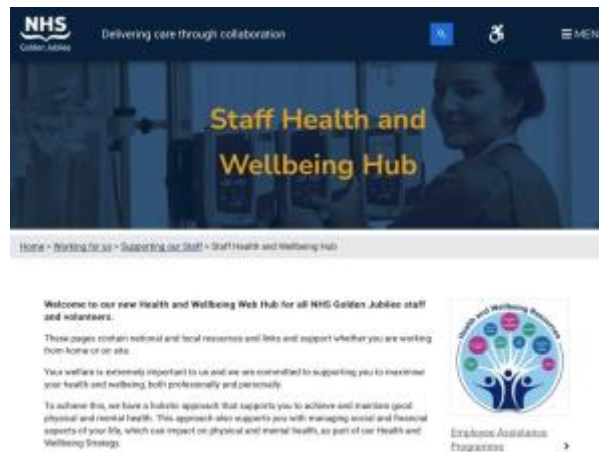 NHS
Golden Jubilee
Delivering care through collaboration
MEN
Staff Health and
Wellbeing Hub
Home > Working for us > Supporting our Staff > Staff Health and Wellbeing Hub
Welcome to our new Health and Wellbeing Web Hub for all NHS Golden Jubilee staff
and volunteers.
These pages contain national and local resources and links and support whether you are working
from home or on site.
Your welfare is extremely important to us and we are committed to supporting you to maximise
your health and wellbeing, both professionally and personally.
To achieve this, we have a holistic approach that supports you to achieve and maintain good
physical and mental health. This approach also supports you with managing social and financial
aspects of your life, which can impact on physical and mental health, as part of our Health and
Wellbeing Strategy.
Health and Wellbeing Resources
Employee Assistance
Programme